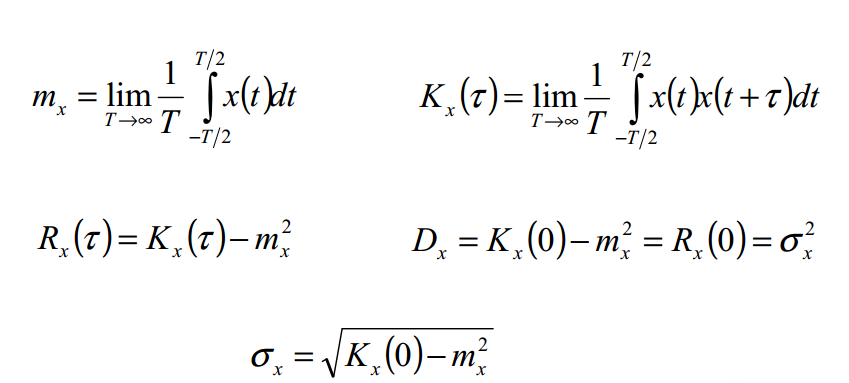 m_x = lim_{T→∞} 1/T ∫_{-T/2}^{T/2} x(t)dt
K_x(τ) = lim_{T→∞} 1/T ∫_{-T/2}^{T/2} x(t)x(t + τ)dt
R_x(τ) = K_x(τ) − m_x^2
D_x = K_x(0) − m_x^2 = R_x(0) = σ_x^2
σ_x = √(K_x(0) − m_x^2)